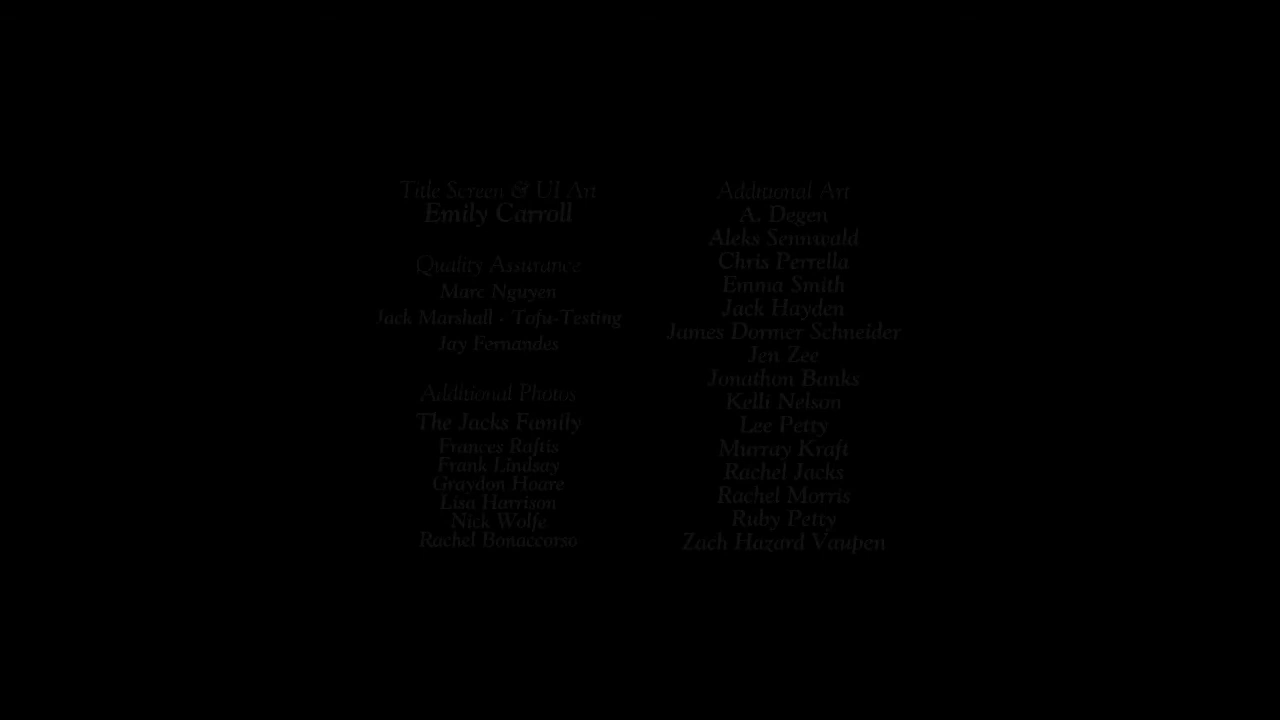 Title Screen & UI Art
Emily Carroll
Quality Assurance
Marc Nguyen
Jack Marshall - Tofu-Testing
Jay Fernandes
Additional Photos
The Jacks Family
Frances Raftis
Frank Lindsay
Graydon Hoare
Lisa Harrison
Nick Wolfe
Rachel Bonaccorso
Additional Art
A. Degen
Aleks Sennwald
Chris Perrella
Emma Smith
Jack Hayden
James Dormer Schneider
Jen Zee
Jonathon Banks
Kelli Nelson
Lee Petty
Murray Kraft
Rachel Jacks
Rachel Morris
Ruby Petty
Zach Hazard Vaupen